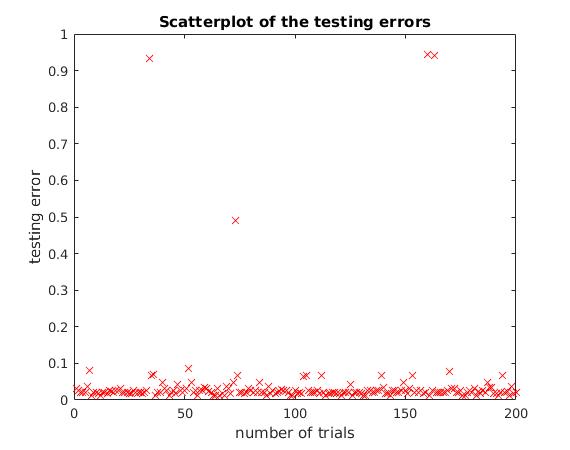 Scatterplot of the testing errors
1
0.9
0.8
0.7
0.6
0.5
0.4
0.3
0.2
0.1
0
testing error
0 50 100 150 200
number of trials